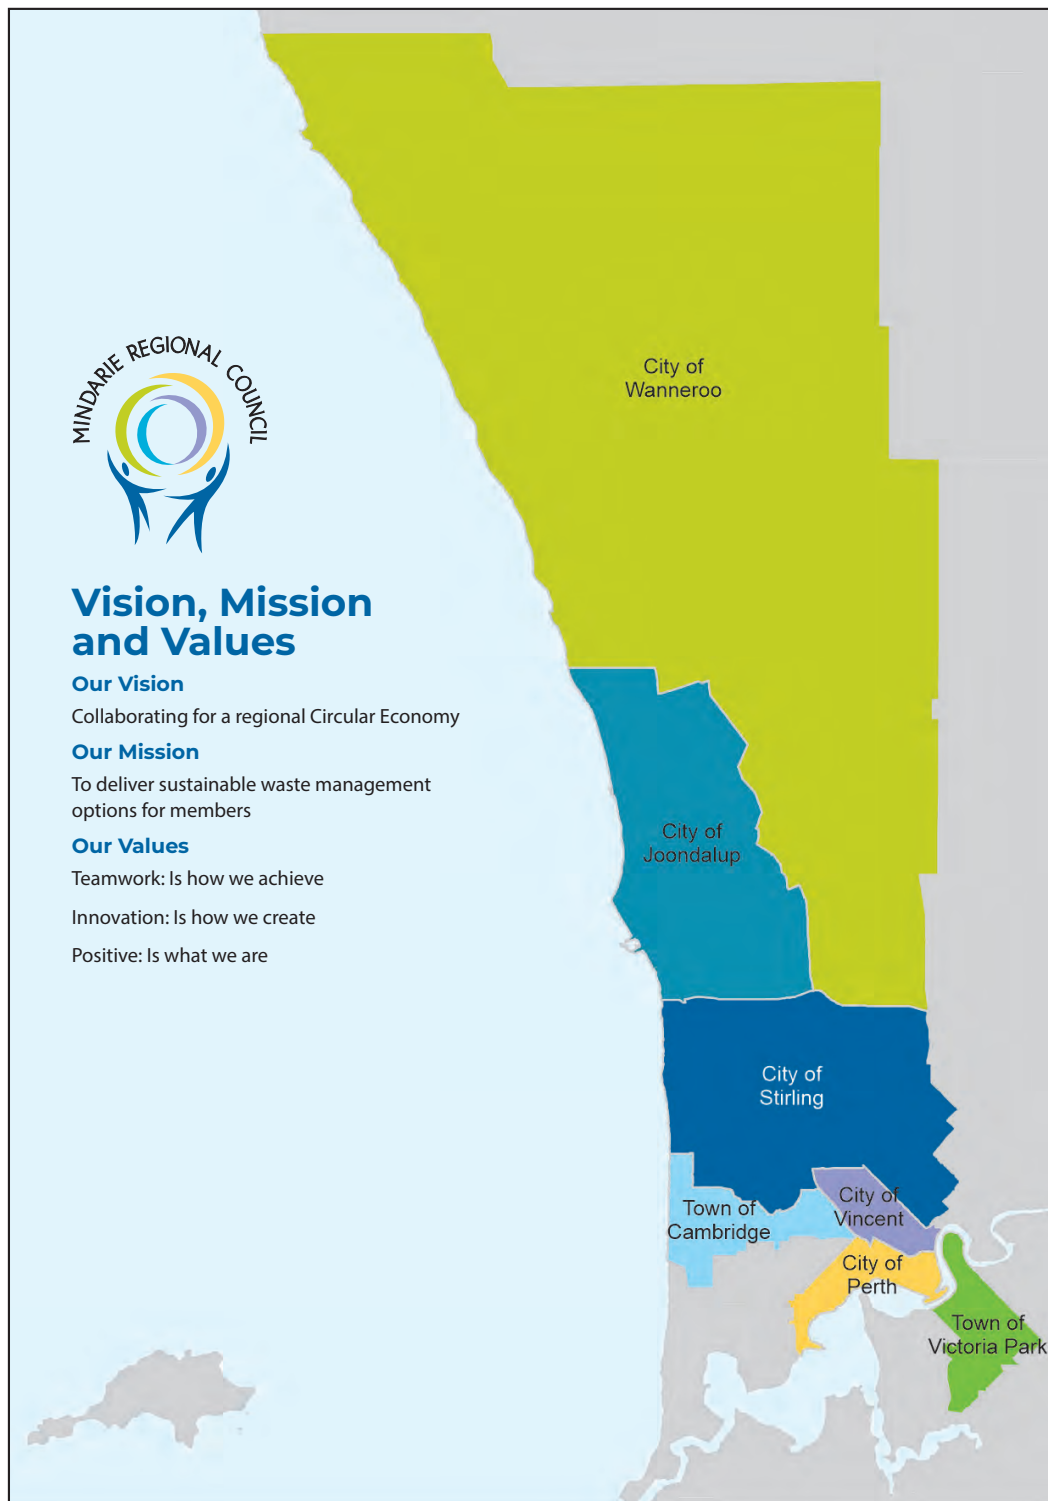 MINDARIE REGIONAL COUNCIL
Vision, Mission
and Values
Our Vision
Collaborating for a regional Circular Economy
Our Mission
To deliver sustainable waste management
options for members
Our Values
Teamwork: Is how we achieve
Innovation: Is how we create
Positive: Is what we are
City of
Wanneroo
City of
Joondalup
City of
Stirling
City of
Vincent
Town of
Cambridge
City of
Perth
Town of
Victoria Park